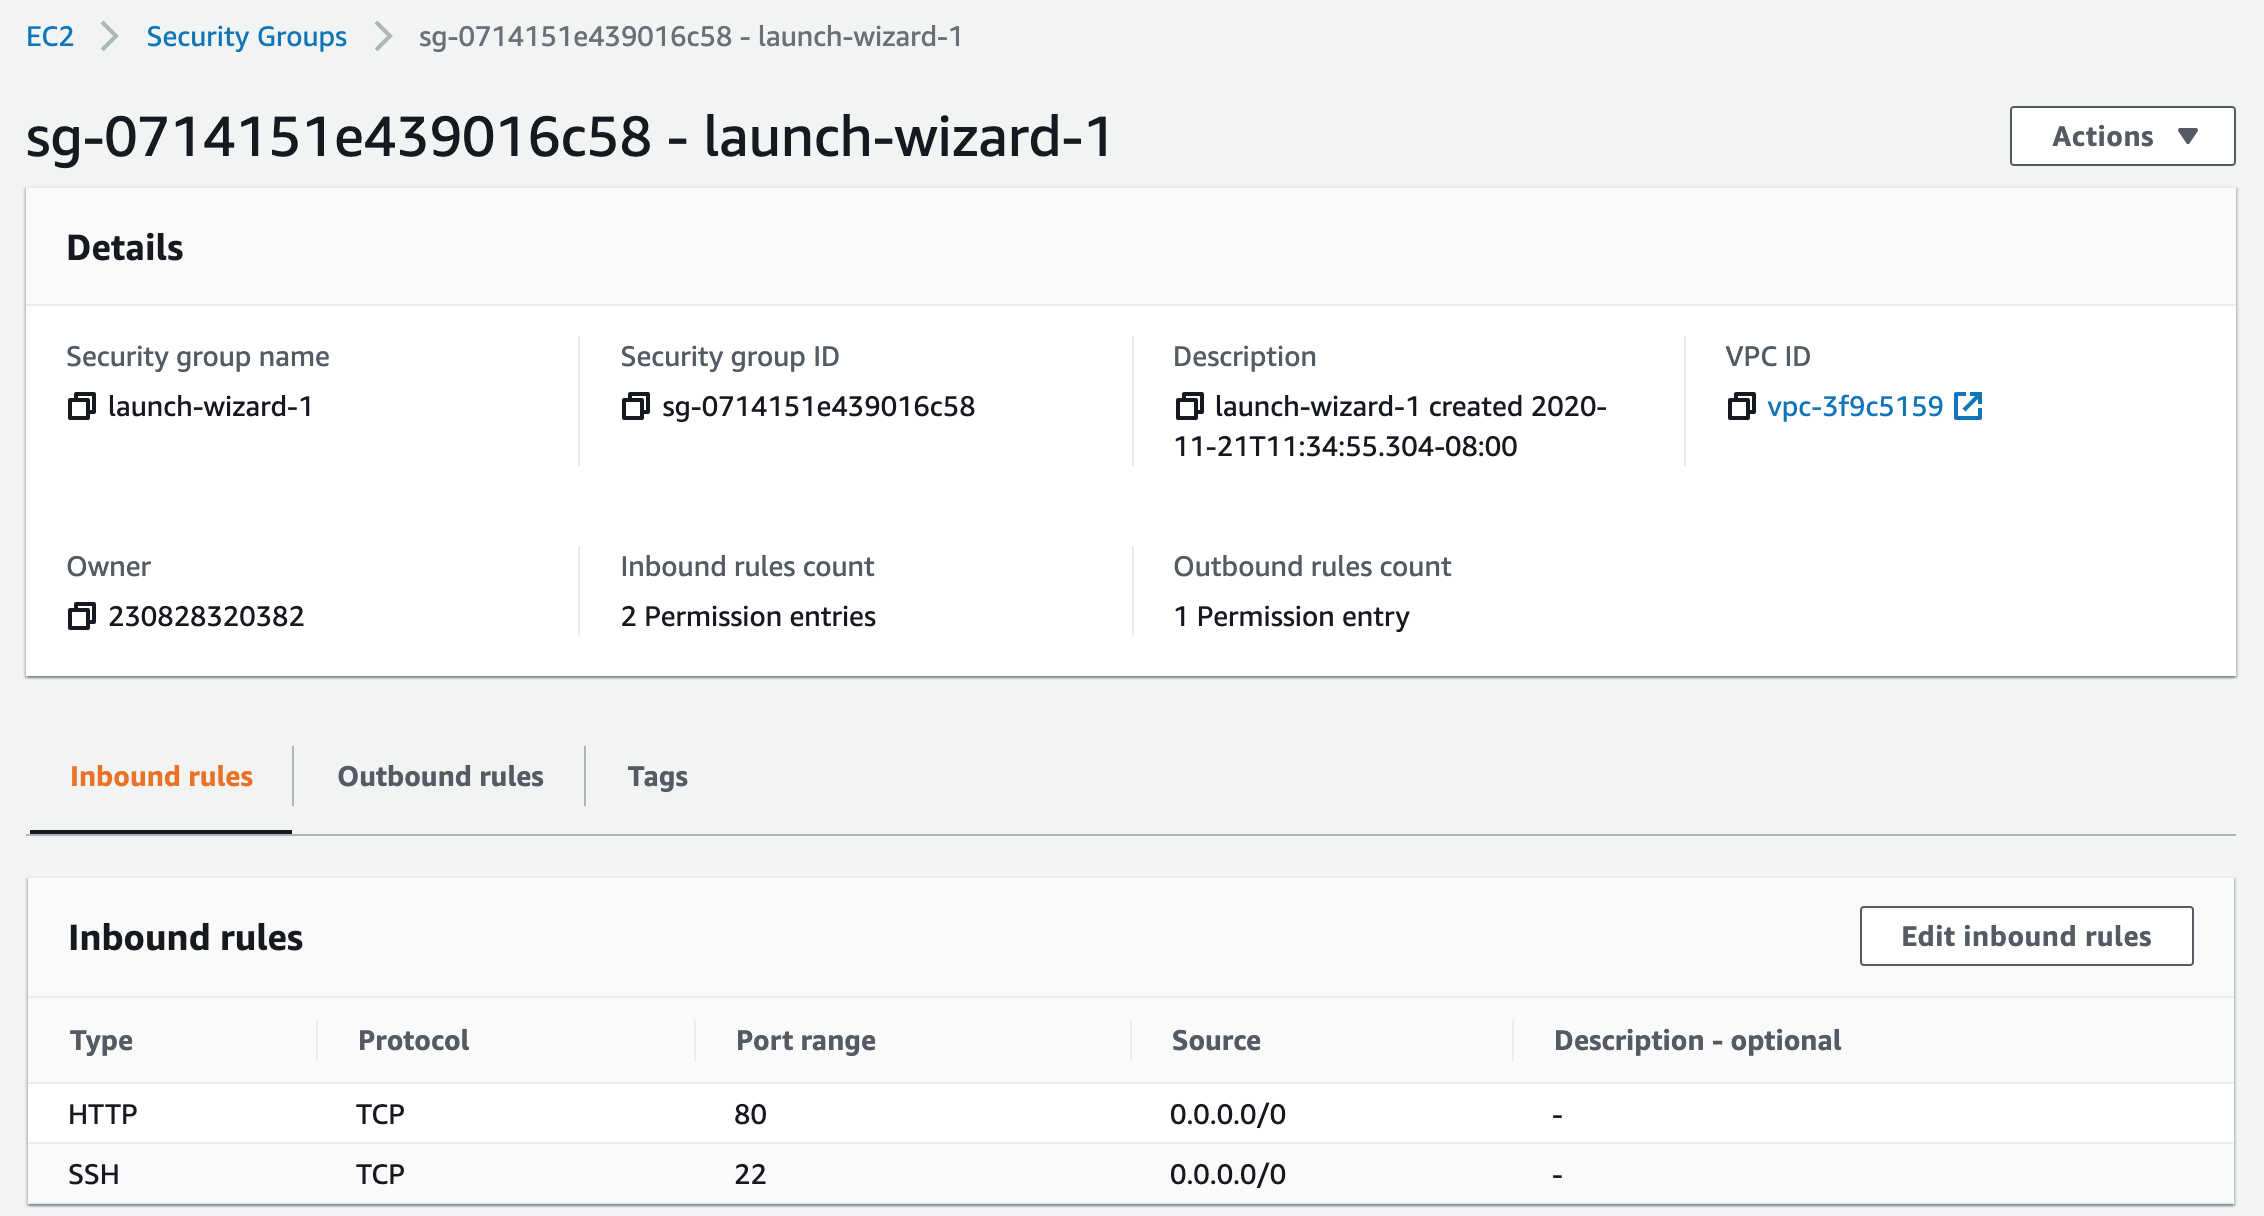 EC2 Security Groups sg-0714151e439016c58 - launch-wizard-1
sg-0714151e439016c58 - launch-wizard-1
Actions
Details
Security group name
launch-wizard-1
Security group ID
sg-0714151e439016c58
Description
launch-wizard-1 created 2020-
11-21T11:34:55.304-08:00
VPC ID
vpc-3f9c5159
Owner
230828320382
Inbound rules count
2 Permission entries
Outbound rules count
1 Permission entry
Inbound rules Outbound rules Tags
Inbound rules
Edit inbound rules
Type Protocol Port range Source Description - optional
HTTP TCP 80 0.0.0.0/0 -
SSH TCP 22 0.0.0.0/0 -